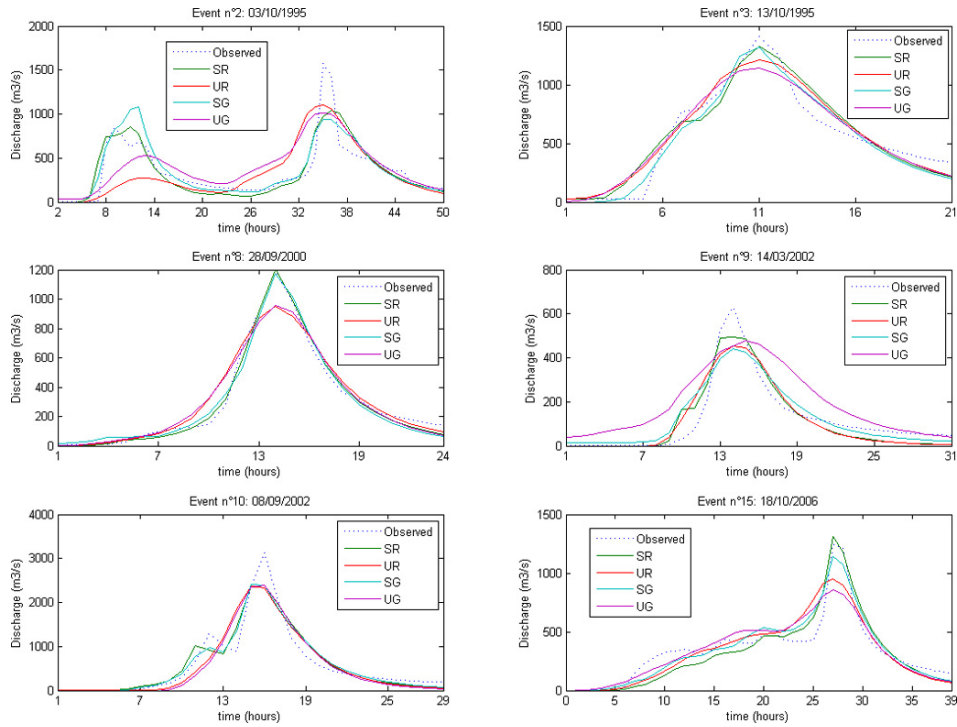 Event n°2: 03/10/1995
2000
1500
1000
500
0
Discharge (m3/s)
Observed
SR
UR
SG
UG
2 8 14 20 26 32 38 44 50
time (hours)
Event n°3: 13/10/1995
1500
1000
500
0
Discharge (m3/s)
Observed
SR
UR
SG
UG
1 6 11 16 21
time (hours)
Event n°8: 28/09/2000
1200
1000
800
600
400
200
0
Discharge (m3/s)
Observed
SR
UR
SG
UG
1 7 13 19 24
time (hours)
Event n°9: 14/03/2002
800
600
400
200
0
Discharge (m3/s)
Observed
SR
UR
SG
UG
1 7 13 19 25 31
time (hours)
Event n°10: 08/09/2002
4000
3000
2000
1000
0
Discharge (m3/s)
Observed
SR
UR
SG
UG
1 7 13 19 25 29
time (hours)
Event n°15: 18/10/2006
1500
1000
500
0
Discharge (m3/s)
Observed
SR
UR
SG
UG
0 5 10 15 20 25 30 35 39
time (hours)